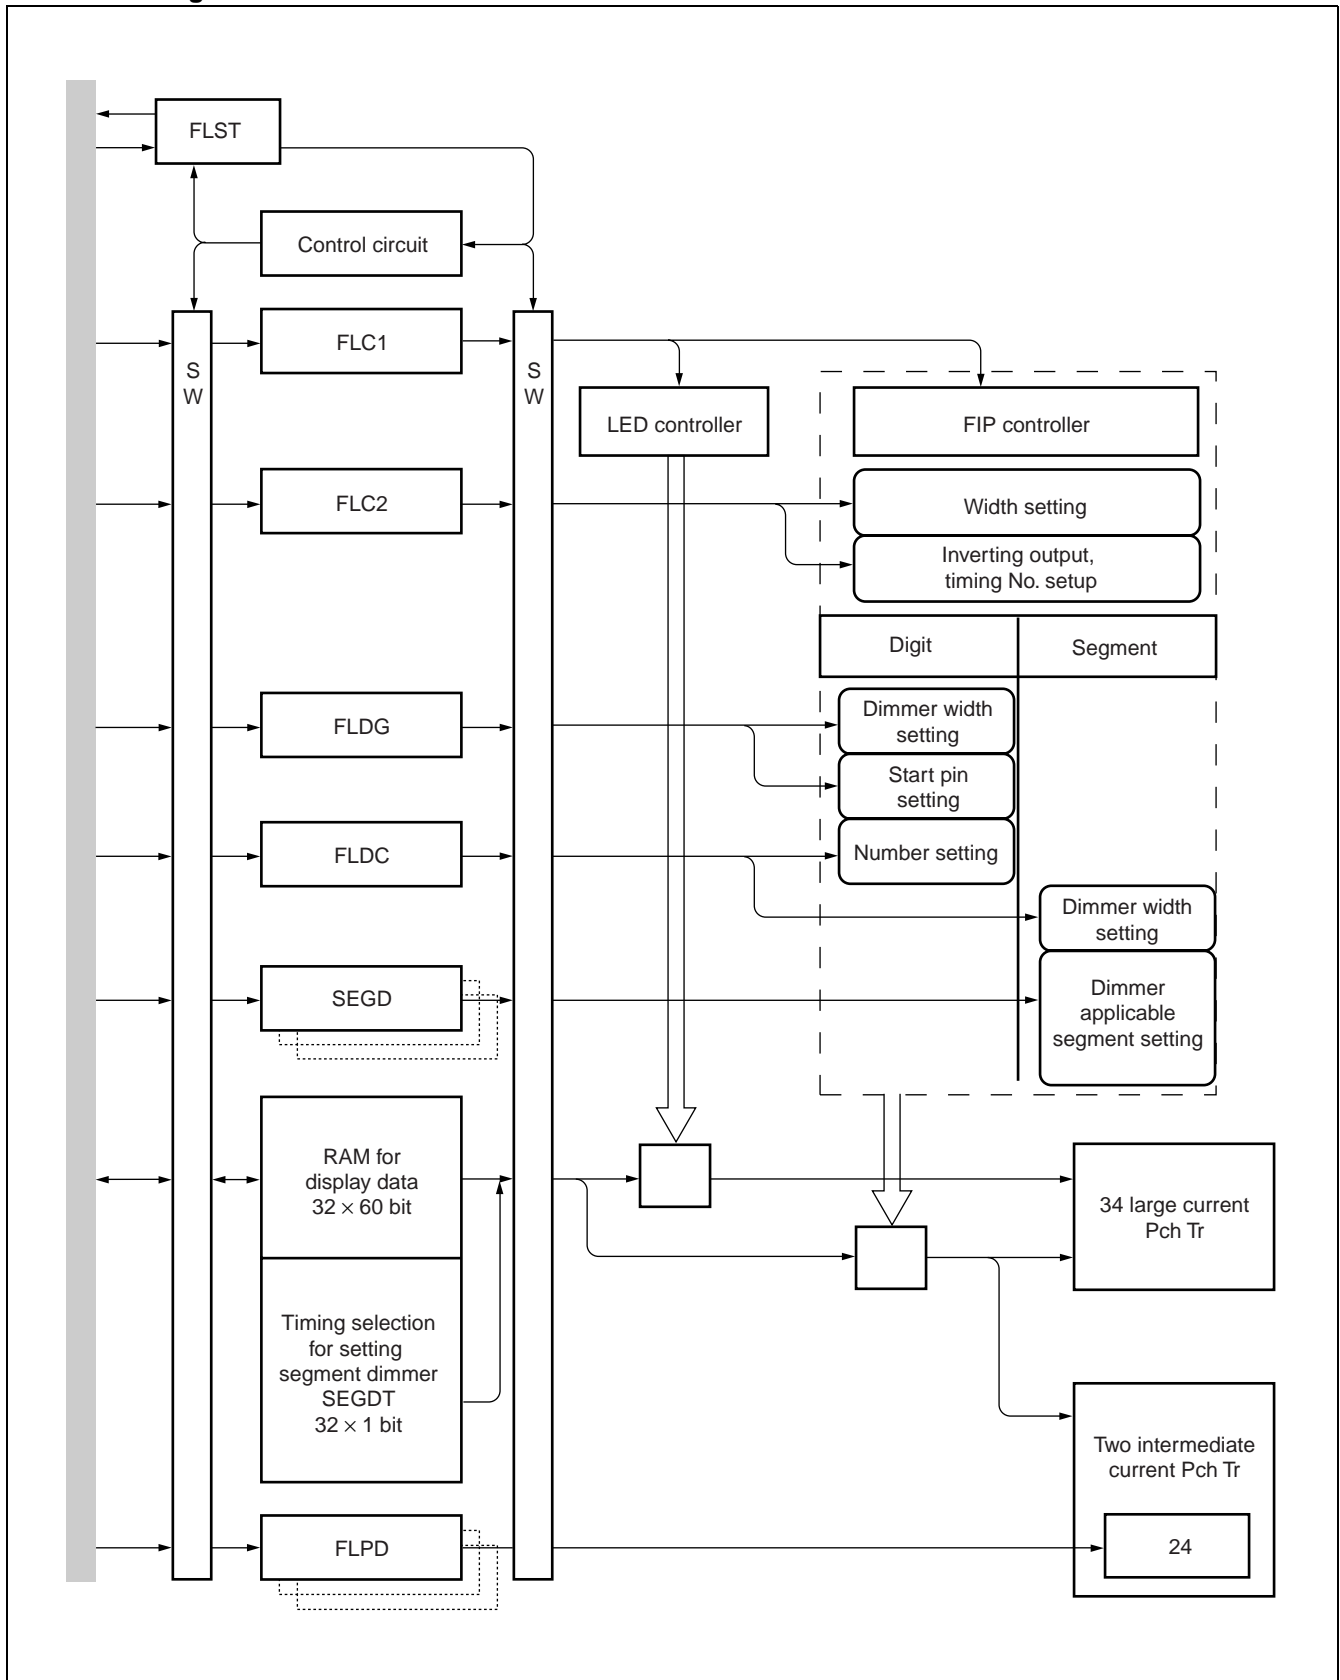 FLST
Control circuit
S
W
FLC1
S
W
LED controller
FIP controller
FLC2
Width setting
Inverting output,
timing No. setup
Digit
Segment
FLDG
Dimmer width
setting
Start pin
setting
FLDC
Number setting
Dimmer width
setting
SEGD
Dimmer
applicable
segment setting
RAM for
display data
32 × 60 bit
34 large current
Pch Tr
Timing selection
for setting
segment dimmer
SEGDT
32 × 1 bit
Two intermediate
current Pch Tr
FLPD
24